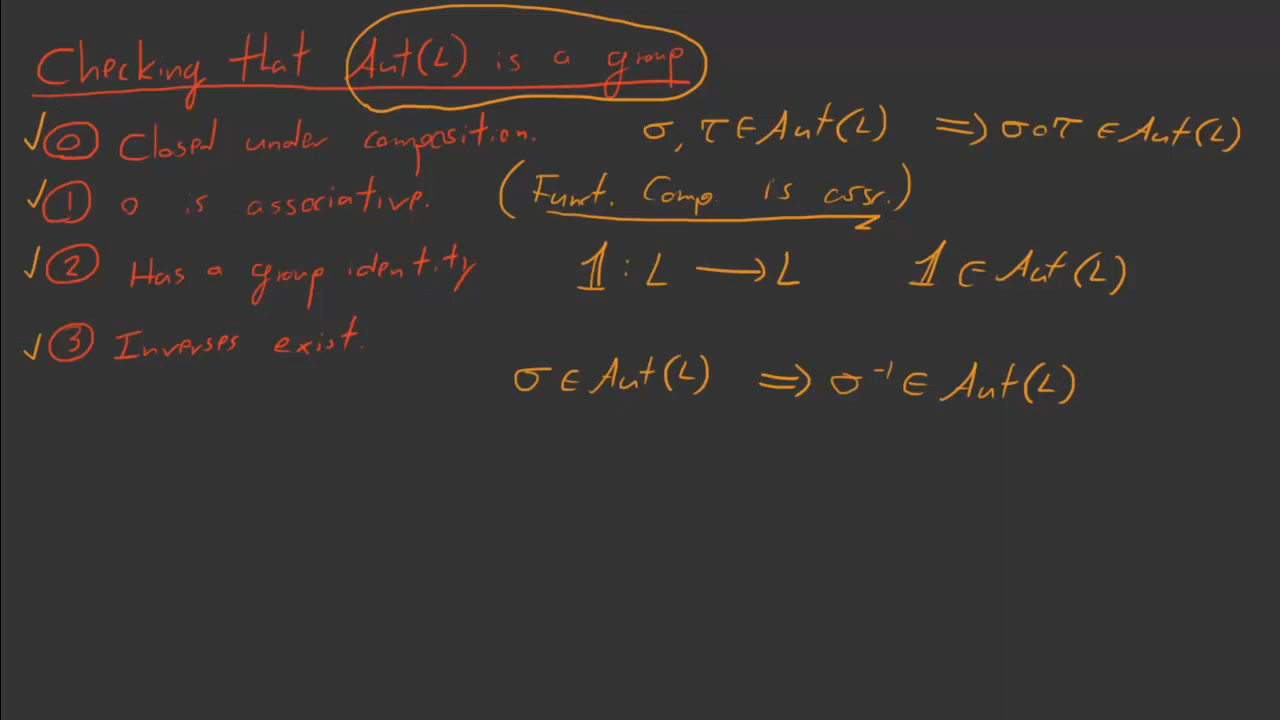 Checking that Aut(L) is a group
✓ ⓪ Closed under composition. σ, τ ∈ Aut(L) ⇒ σ∘τ ∈ Aut(L)
✓ ① ∘ is associative. (Funct. Comp. is assr.)
✓ ② Has a group identity 𝟙 : L ⟶ L 𝟙 ∈ Aut(L)
✓ ③ Inverses exist.
σ ∈ Aut(L) ⇒ σ⁻¹ ∈ Aut(L)